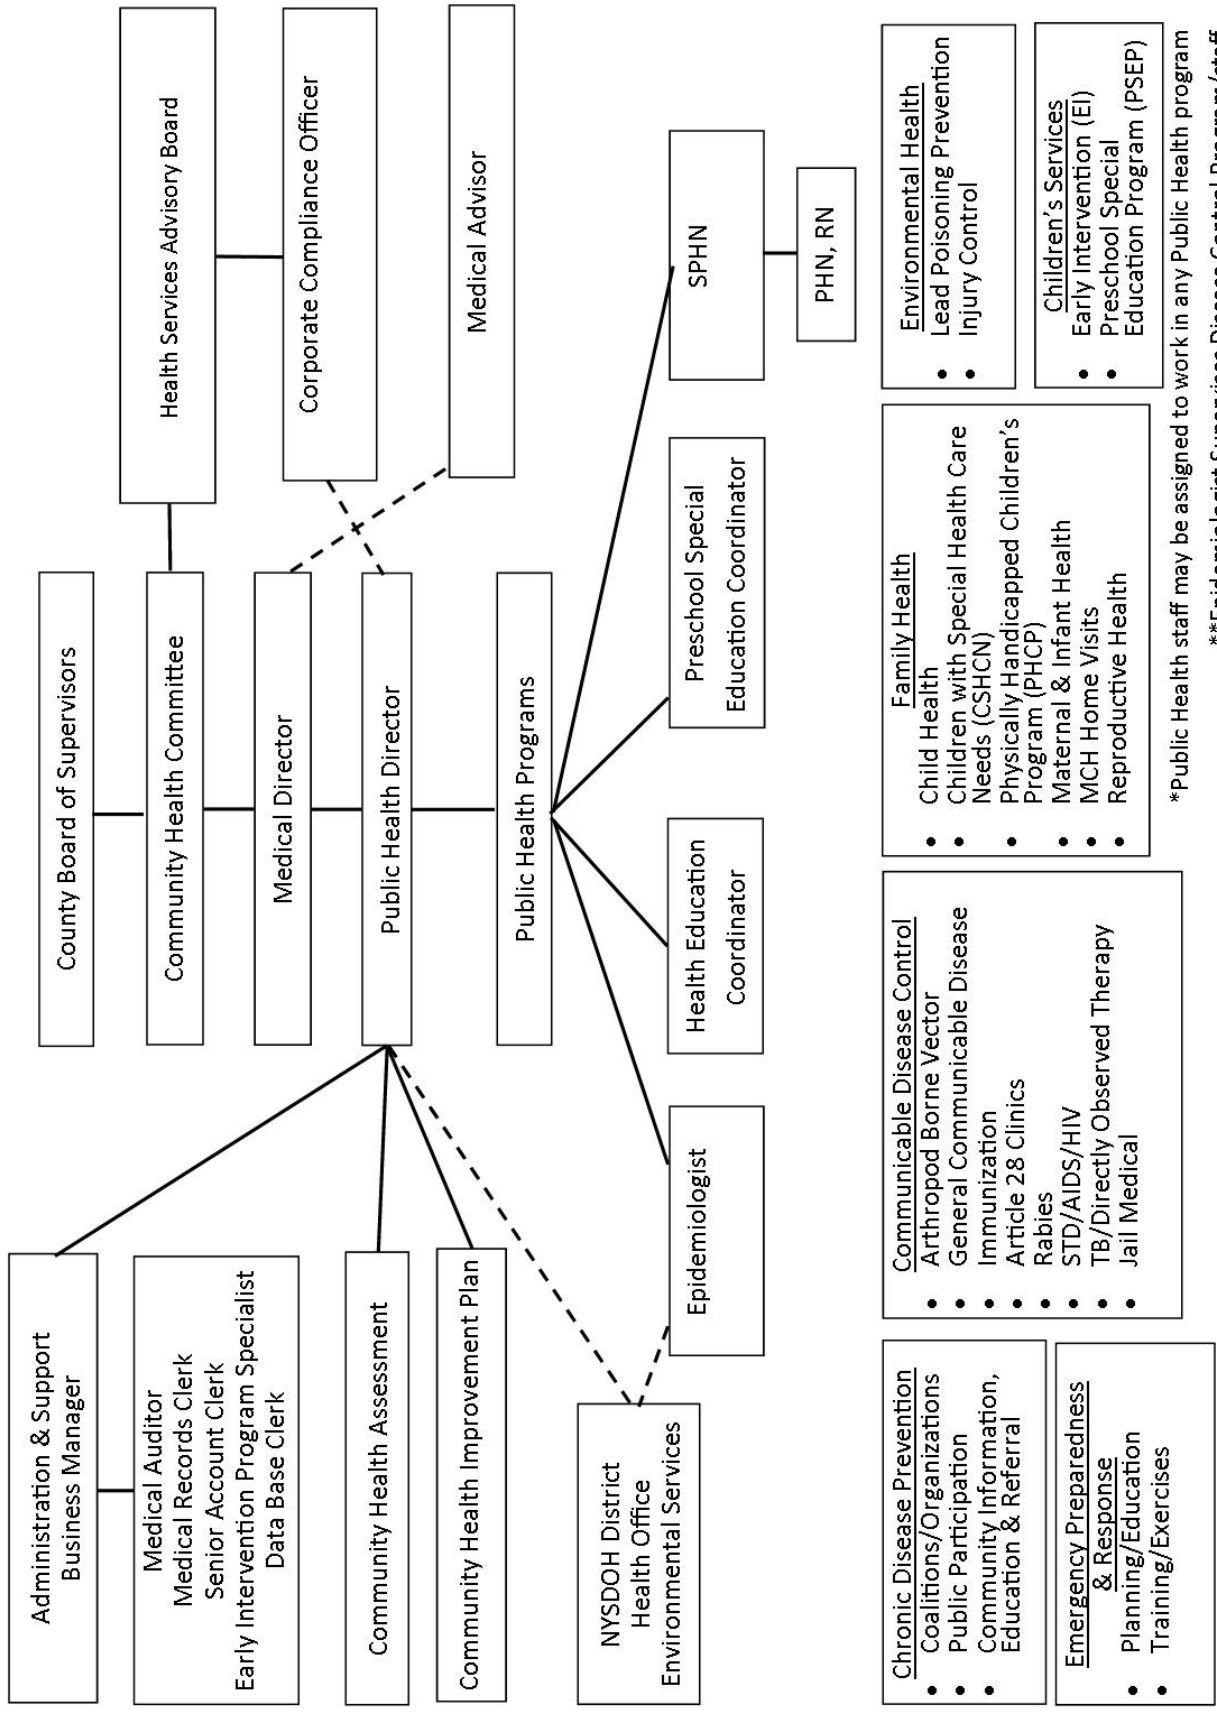 County Board of Supervisors
Community Health Committee
Health Services Advisory Board
Medical Director
Corporate Compliance Officer
Public Health Director
Medical Advisor
Administration & Support
Business Manager
Medical Auditor
Medical Records Clerk
Senior Account Clerk
Early Intervention Program Specialist
Data Base Clerk
Community Health Assessment
Community Health Improvement Plan
Public Health Programs
NYSDOH District
Health Office
Environmental Services
Epidemiologist
Health Education
Coordinator
Preschool Special
Education Coordinator
SPHN
PHN, RN
Chronic Disease Prevention
• Coalitions/Organizations
• Public Participation
• Community Information,
Education & Referral
Emergency Preparedness
& Response
• Planning/Education
• Training/Exercises
Communicable Disease Control
• Arthropod Borne Vector
• General Communicable Disease
• Immunization
• Article 28 Clinics
• Rabies
• STD/AIDS/HIV
• TB/Directly Observed Therapy
• Jail Medical
Family Health
• Child Health
• Children with Special Health Care
Needs (CSHCN)
• Physically Handicapped Children's
Program (PHCP)
• Maternal & Infant Health
• MCH Home Visits
• Reproductive Health
Environmental Health
• Lead Poisoning Prevention
• Injury Control
Children's Services
• Early Intervention (EI)
• Preschool Special
Education Program (PSEP)
*Public Health staff may be assigned to work in any Public Health program
**Epidemiologist Supervises Disease Control Program/staff